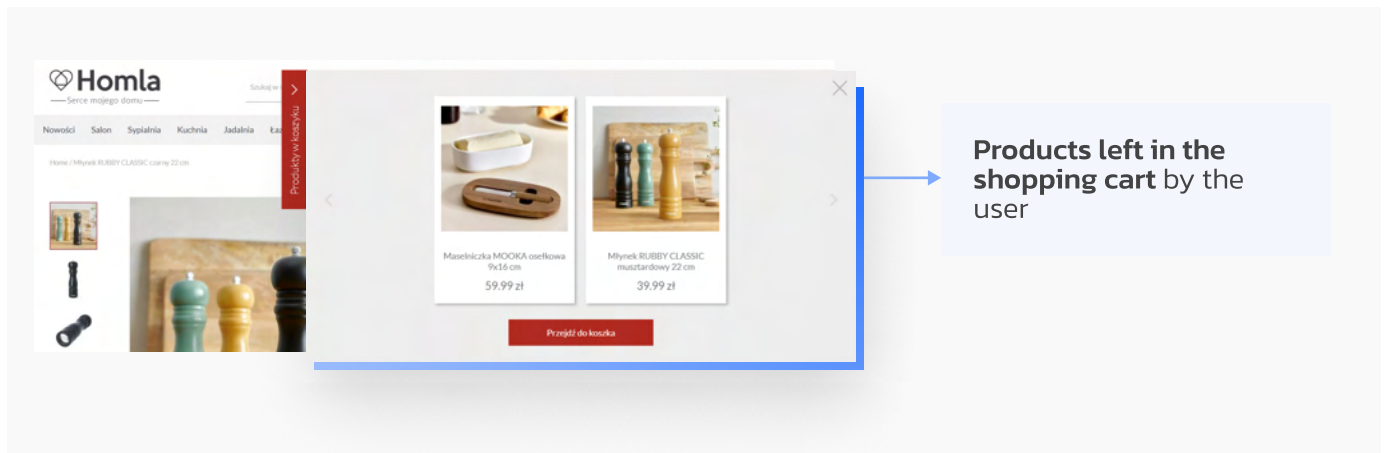 Homla
Serce mojego domu
Szukaj w
Nowości Salon Sypialnia Kuchnia Jadalnia
Home / Młynek RUBBY CLASSIC czarny 22 cm
Produkty w koszyku
Maselniczka MOOKA osełkowa
9x16 cm
59.99 zł
Młynek RUBBY CLASSIC
musztardowy 22 cm
39.99 zł
Przejdź do koszka
Products left in the
shopping cart by the
user